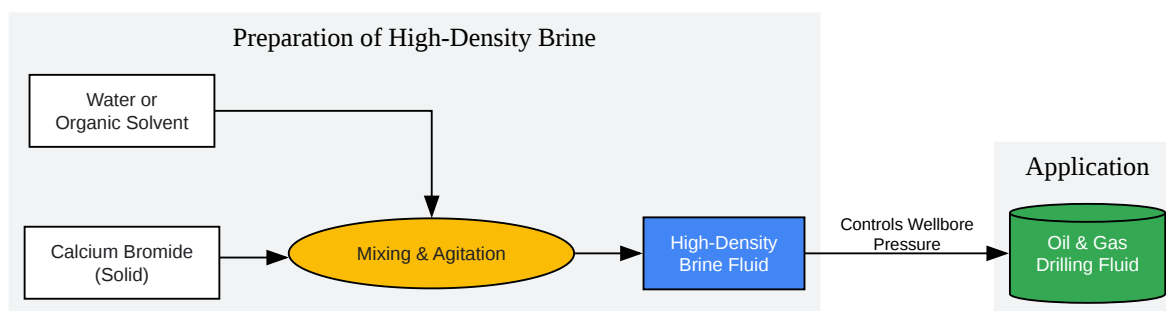 Preparation of High-Density Brine
Water or
Organic Solvent
Calcium Bromide
(Solid)
Mixing & Agitation
High-Density
Brine Fluid
Controls Wellbore
Pressure
Application
Oil & Gas
Drilling Fluid